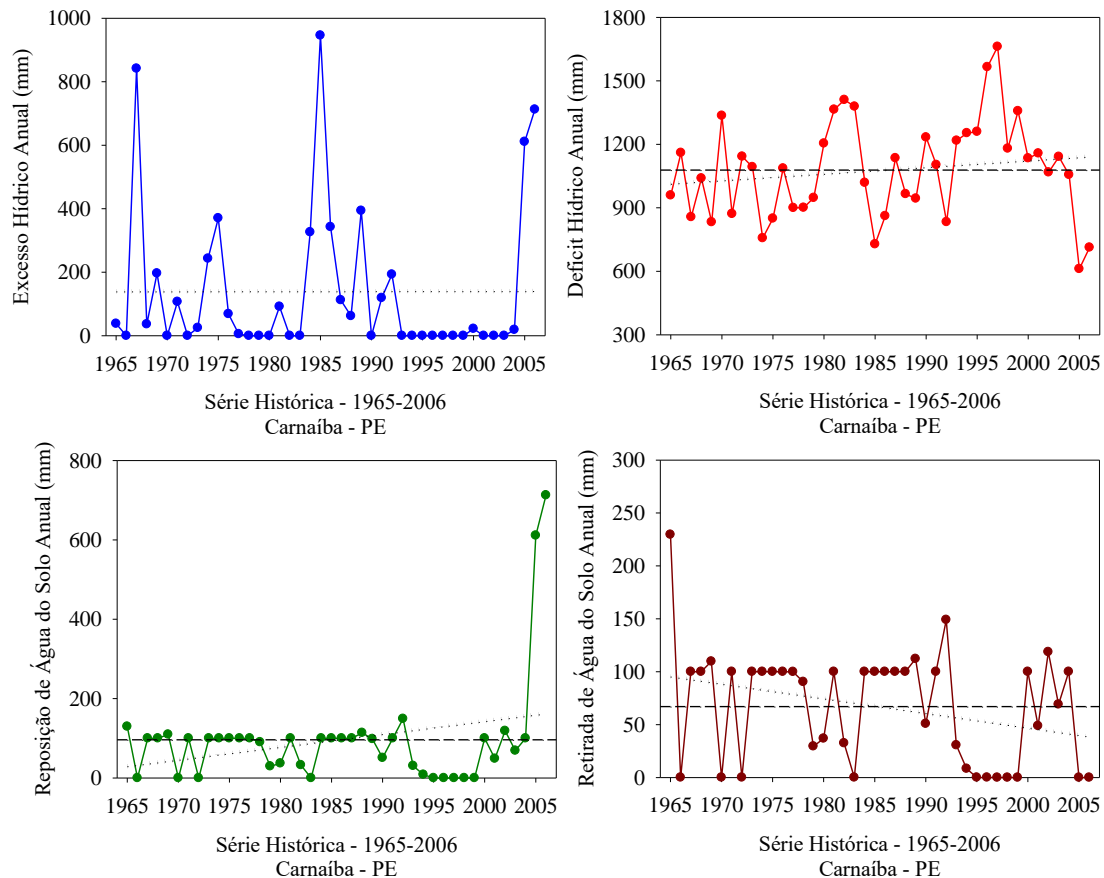 Excesso Hídrico Anual (mm)
1000
800
600
400
200
0
1965 1970 1975 1980 1985 1990 1995 2000 2005
Série Histórica - 1965-2006
Carnaíba - PE
Deficit Hídrico Anual (mm)
1800
1500
1200
900
600
300
1965 1970 1975 1980 1985 1990 1995 2000 2005
Série Histórica - 1965-2006
Carnaíba - PE
Reposição de Água do Solo Anual (mm)
800
600
400
200
0
1965 1970 1975 1980 1985 1990 1995 2000 2005
Série Histórica - 1965-2006
Carnaíba - PE
Retirada de Água do Solo Anual (mm)
300
250
200
150
100
50
0
1965 1970 1975 1980 1985 1990 1995 2000 2005
Série Histórica - 1965-2006
Carnaíba - PE